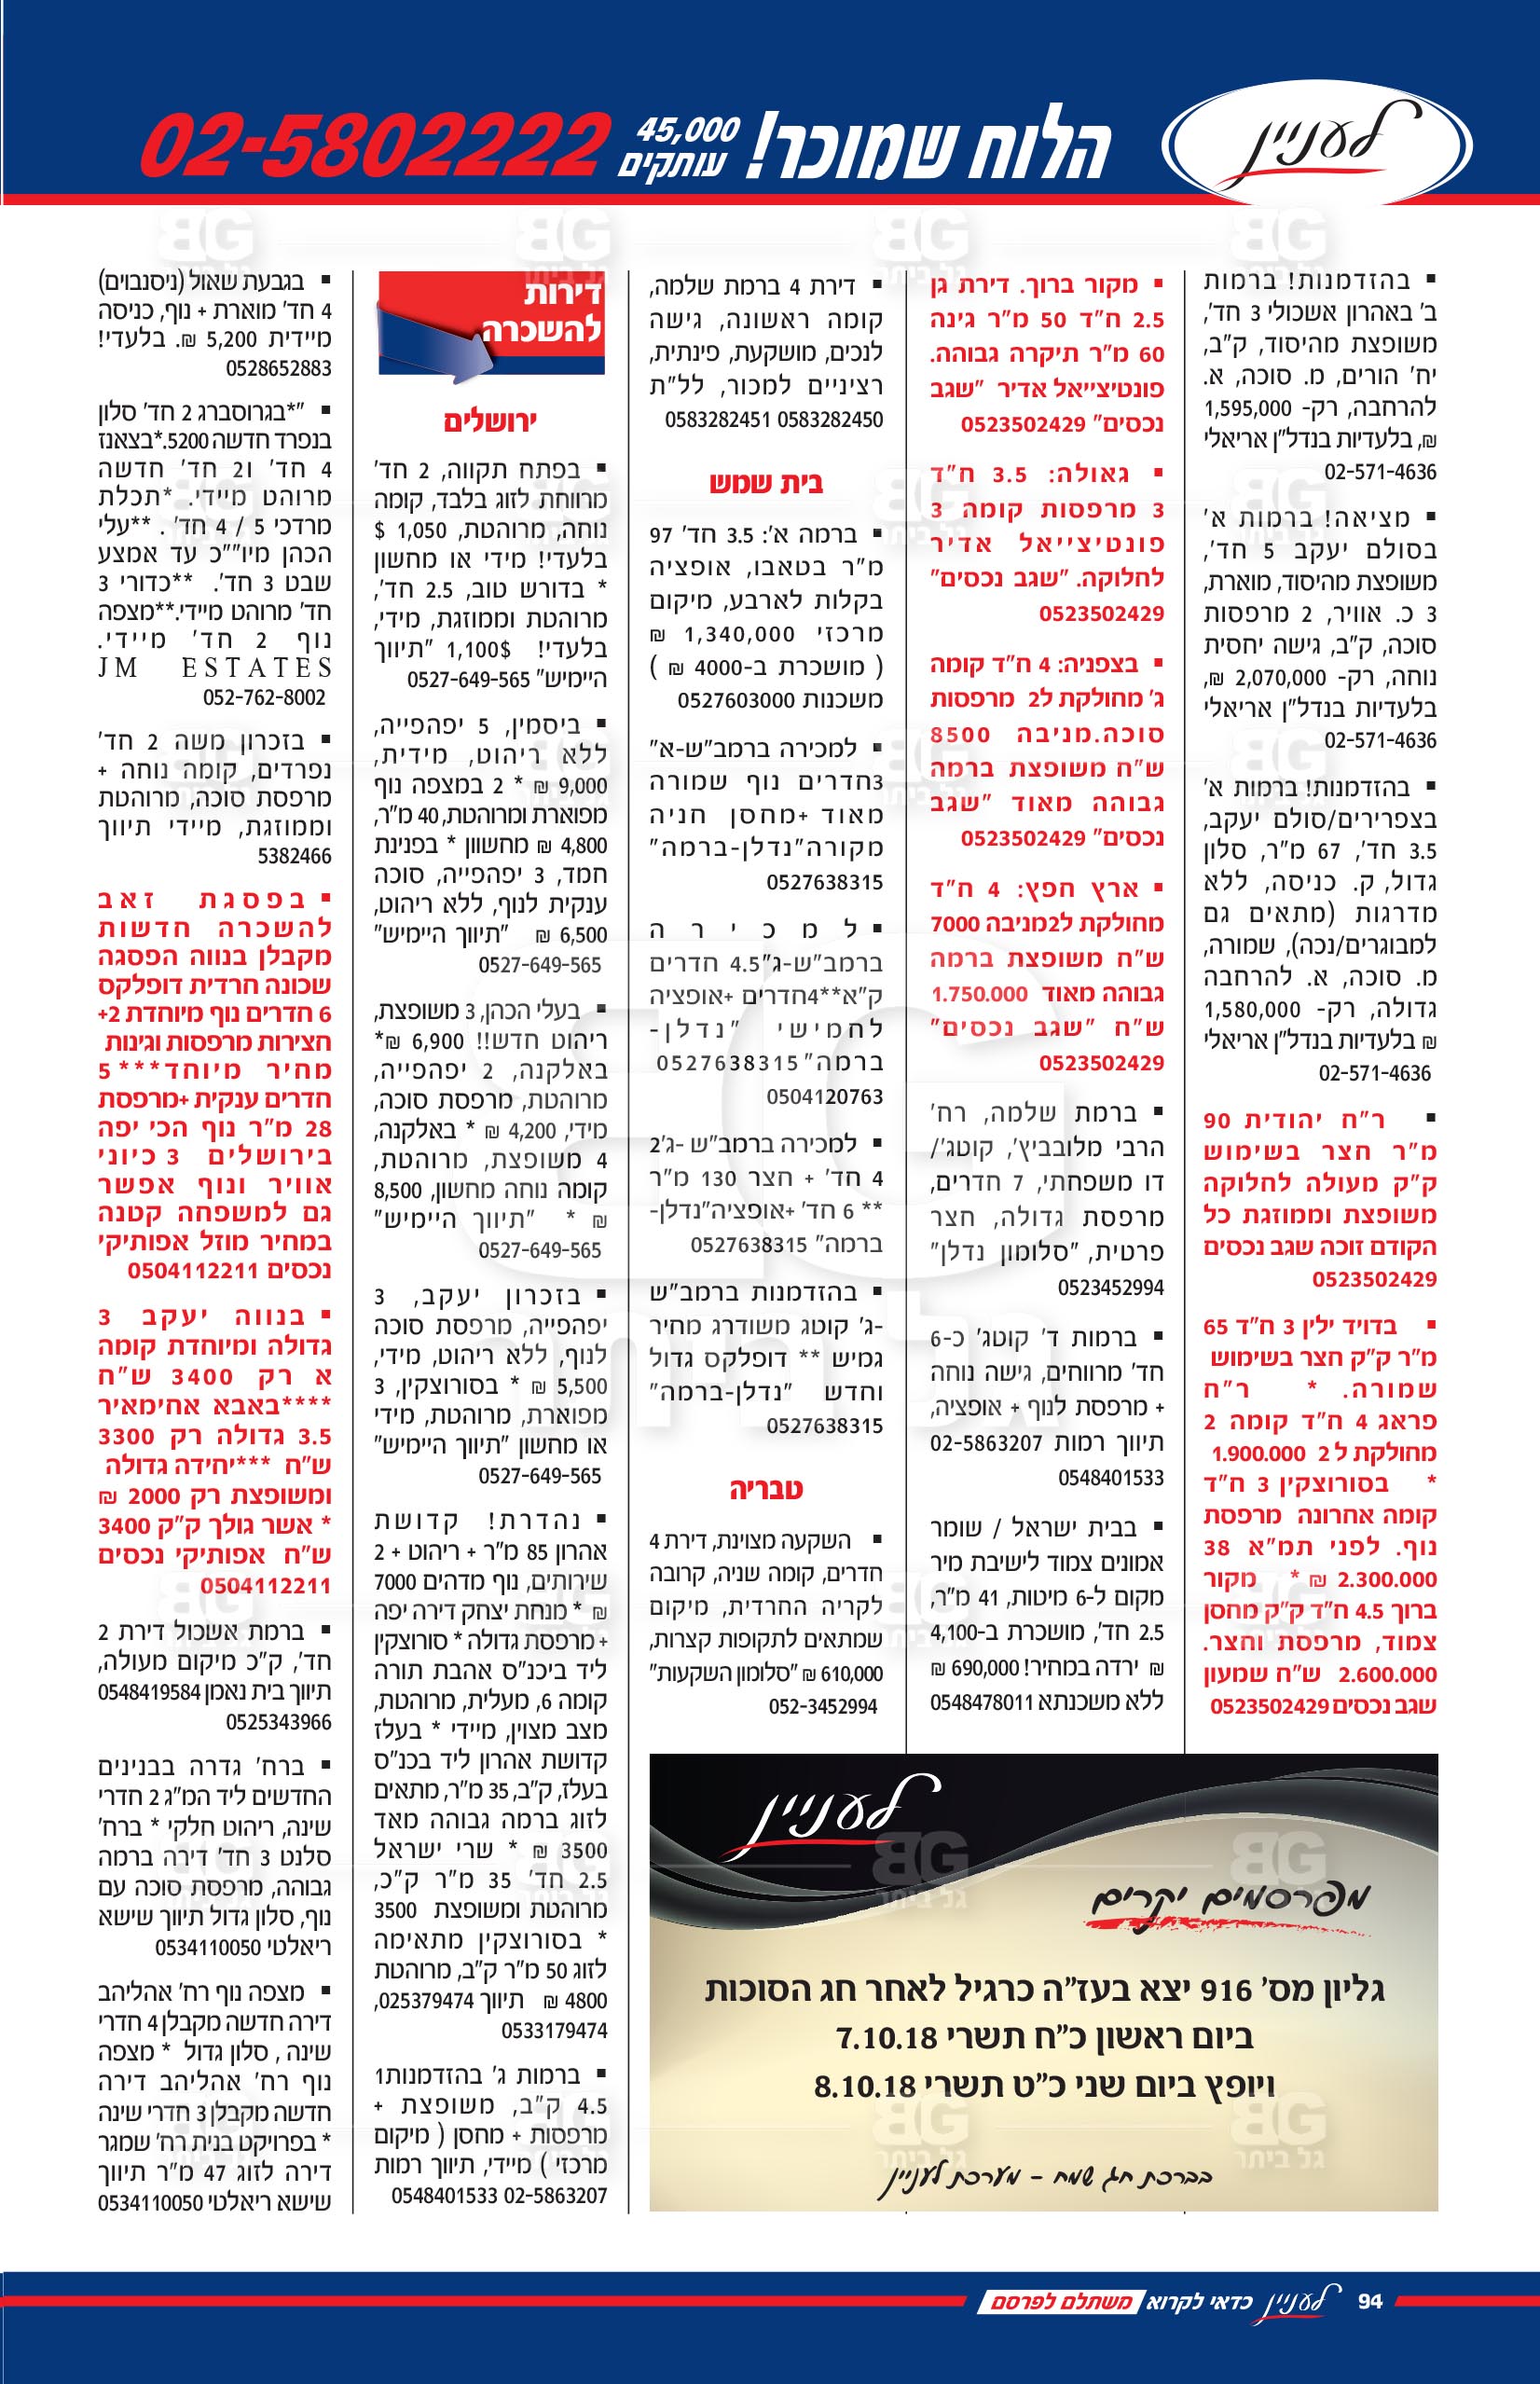 לעניין
הלוח שמוכר!
45,000
עותקים
02-5802222
▪ בהזדמנות! ברמות
ב' באהרון אשכולי 3 חד',
משופצת מהיסוד, ק"ב,
יח' הורים, מ. סוכה, א.
להרחבה, רק- 1,595,000
₪, בלעדיות בנדל"ן אריאלי
02-571-4636
▪ מציאה! ברמות א'
בסולם יעקב 5 חד',
משופצת מהיסוד, מוארת,
3 כ. אוויר, 2 מרפסות
סוכה, ק"ב, גישה יחסית
נוחה, רק- 2,070,000 ₪,
בלעדיות בנדל"ן אריאלי
02-571-4636
▪ בהזדמנות! ברמות א'
בצפרירים/סולם יעקב,
3.5 חד', 67 מ"ר, סלון
גדול, ק. כניסה, ללא
מדרגות (מתאים גם
למבוגרים/נכה), שמורה,
מ. סוכה, א. להרחבה
גדולה, רק- 1,580,000
₪ בלעדיות בנדל"ן אריאלי
02-571-4636
▪ ר"ח יהודית 90
מ"ר חצר בשימוש
ק"ק מעולה לחלוקה
משופצת וממוזגת כל
הקודם זוכה שגב נכסים
0523502429
▪ בדויד ילין 3 ח"ד 65
מ"ר ק"ק חצר בשימוש
שמורה. * ר"ח
פראג 4 ח"ד קומה 2
מחולקת ל 2 1.900.000
* בסורוצקין 3 ח"ד
קומה אחרונה מרפסת
נוף. לפני תמ"א 38
2.300.000 ₪ * מקור
ברוך 4.5 ח"ד ק"ק מחסן
צמוד, מרפסת וחצר.
2.600.000 ש"ח שמעון
שגב נכסים 0523502429
▪ מקור ברוך. דירת גן
2.5 ח"ד 50 מ"ר גינה
60 מ"ר תיקרה גבוהה.
פונטיצייאל אדיר "שגב
נכסים" 0523502429
▪ גאולה: 3.5 ח"ד
3 מרפסות קומה 3
פונטיצייאל אדיר
לחלוקה. "שגב נכסים"
0523502429
▪ בצפניה: 4 ח"ד קומה
ג' מחולקת ל2 מרפסות
סוכה.מניבה 8500
ש"ח משופצת ברמה
גבוהה מאוד "שגב
נכסים" 0523502429
▪ ארץ חפץ: 4 ח"ד
מחולקת ל2מניבה 7000
ש"ח משופצת ברמה
גבוהה מאוד 1.750.000
ש"ח "שגב נכסים"
0523502429
▪ ברמת שלמה, רח'
הרבי מלובביץ', קוטג'/
דו משפחתי, 7 חדרים,
מרפסת גדולה, חצר
פרטית, "סלומון נדלן"
0523452994
▪ ברמות ד' קוטג' כ-6
חד' מרווחים, גישה נוחה
+ מרפסת לנוף + אופציה,
תיווך רמות 02-5863207
0548401533
▪ בבית ישראל / שומר
אמונים צמוד לישיבת מיר
מקום ל-6 מיטות, 41 מ"ר,
2.5 חד', מושכרת ב-4,100
₪ ירדה במחיר! 690,000 ₪
ללא משכנתא 0548478011
▪ דירת 4 ברמת שלמה,
קומה ראשונה, גישה
לנכים, מושקעת, פינתית,
רציניים למכור, לל"ת
0583282451 0583282450
בית שמש
▪ ברמה א': 3.5 חד' 97
מ"ר בטאבו, אופציה
בקלות לארבע, מיקום
מרכזי 1,340,000 ₪
( מושכרת ב-4000 ₪ )
משכנות 0527603000
▪ למכירה ברמב"ש-א"
3חדרים נוף שמורה
מאוד +מחסן חניה
מקורה"נדלן-ברמה"
0527638315
▪ למכירה
ברמב"ש-ג"4.5 חדרים
ק"א**4חדרים +אופציה
לחמישי "נדלן-
ברמה" 0527638315
0504120763
▪ למכירה ברמב"ש -ג'2
4 חד' + חצר 130 מ"ר
** 6 חד' +אופציה"נדלן-
ברמה" 0527638315
▪ בהזדמנות ברמב"ש
-ג' קוטג משודרג מחיר
גמיש ** דופלקס גדול
וחדש "נדלן-ברמה"
0527638315
טבריה
▪ השקעה מצוינת, דירת 4
חדרים, קומה שניה, קרובה
לקריה החרדית, מיקום
שמתאים לתקופות קצרות,
610,000 ₪ "סלומון השקעות"
052-3452994
לעניין
מפרסמים יקרים
גליון מס' 916 יצא בעז"ה כרגיל לאחר חג הסוכות
ביום ראשון כ"ח תשרי 7.10.18
ויופץ ביום שני כ"ט תשרי 8.10.18
בברכת חג שמח - מערכת לעניין
דירות
להשכרה
ירושלים
▪ בפתח תקווה, 2 חד'
מרווחת לזוג בלבד, קומה
נוחה, מרוהטת, 1,050 $
בלעדי! מידי או מחשון
* בדורש טוב, 2.5 חד',
מרוהטת וממוזגת, מידי,
בלעדי! 1,100$ "תיווך
היימיש" 0527-649-565
▪ ביסמין, 5 יפהפייה,
ללא ריהוט, מידית,
9,000 ₪ * 2 במצפה נוף
מפוארת ומרוהטת, 40 מ"ר,
4,800 ₪ מחשוון * בפנינת
חמד, 3 יפהפייה, סוכה
ענקית לנוף, ללא ריהוט,
6,500 ₪ "תיווך היימיש"
0527-649-565
▪ בעלי הכהן, 3 משופצת,
ריהוט חדש!! 6,900 ₪*
באלקנה, 2 יפהפייה,
מרוהטת, מרפסת סוכה,
מידי, 4,200 ₪ * באלקנה,
4 משופצת, מרוהטת,
קומה נוחה מחשון, 8,500
₪ * "תיווך היימיש"
0527-649-565
▪ בזכרון יעקב, 3
יפהפייה, מרפסת סוכה
לנוף, ללא ריהוט, מידי,
5,500 ₪ * בסורוצקין, 3
מפוארת, מרוהטת, מידי
או מחשון "תיווך היימיש"
0527-649-565
▪ נהדרת! קדושת
אהרון 85 מ"ר + ריהוט + 2
שירותים, נוף מדהים 7000
₪ * מנחת יצחק דירה יפה
+ מרפסת גדולה * סורוצקין
ליד ביכנ"ס אהבת תורה
קומה 6, מעלית, מרוהטת,
מצב מצוין, מיידי * בעלז
קדושת אהרון ליד בכנ"ס
בעלז, ק"ב, 35 מ"ר, מתאים
לזוג ברמה גבוהה מאד
3500 ₪ * שרי ישראל
2.5 חד' 35 מ"ר ק"כ,
מרוהטת ומשופצת 3500
* בסורוצקין מתאימה
לזוג 50 מ"ר ק"ב, מרוהטת
4800 ₪ תיווך 025379474,
0533179474
▪ ברמות ג' בהזדמנות1
4.5 ק"ב, משופצת +
מרפסות + מחסן ( מיקום
מרכזי ) מיידי, תיווך רמות
0548401533 02-5863207
▪ בגבעת שאול (ניסנבוים)
4 חד' מוארת + נוף, כניסה
מיידית 5,200 ₪. בלעדי!
0528652883
▪ "*בגרוסברג 2 חד' סלון
בנפרד חדשה 5200.*בצאנז
4 חד' ו2 חד' חדשה
מרוהט מיידי. *תכלת
מרדכי 5 / 4 חד' . **עלי
הכהן מיו""כ עד אמצע
שבט 3 חד'. **כדורי 3
חד' מרוהט מיידי.**מצפה
נוף 2 חד' מיידי.
JM ESTATES
052-762-8002
▪ בזכרון משה 2 חד'
נפרדים, קומה נוחה +
מרפסת סוכה, מרוהטת
וממוזגת, מיידי תיווך
5382466
▪ בפסגת זאב
להשכרה חדשות
מקבלן בנווה הפסגה
שכונה חרדית דופלקס
6 חדרים נוף מיוחדת 2+
חצירות מרפסות וגינות
מחיר מיוחד*** 5
חדרים ענקית +מרפסת
28 מ"ר נוף הכי יפה
בירושלים 3 כיווני
אוויר ונוף אפשר
גם למשפחה קטנה
במחיר מוזל אפותיקי
נכסים 0504112211
▪ בנווה יעקב 3
גדולה ומיוחדת קומה
א רק 3400 ש"ח
****באבא אחימאיר
3.5 גדולה רק 3300
ש"ח ***יחידה גדולה
ומשופצת רק 2000 ₪
* אשר גולך ק"ק 3400
ש"ח אפותיקי נכסים
0504112211
▪ ברמת אשכול דירת 2
חד', ק"כ מיקום מעולה,
תיווך בית נאמן 0548419584
0525343966
▪ ברח' גדרה בבנינים
החדשים ליד המ"ג 2 חדרי
שינה, ריהוט חלקי * ברח'
סלנט 3 חד' דירה ברמה
גבוהה, מרפסת סוכה עם
נוף, סלון גדול תיווך שישא
ריאלטי 0534110050
▪ מצפה נוף רח' אהליהב
דירה חדשה מקבלן 4 חדרי
שינה , סלון גדול * מצפה
נוף רח' אהליהב דירה
חדשה מקבלן 3 חדרי שינה
* בפרויקט בנית רח' שמגר
דירה לזוג 47 מ"ר תיווך
שישא ריאלטי 0534110050
94 לעניין כדאי לקרוא משתלם לפרסם
BG
גל ביתר